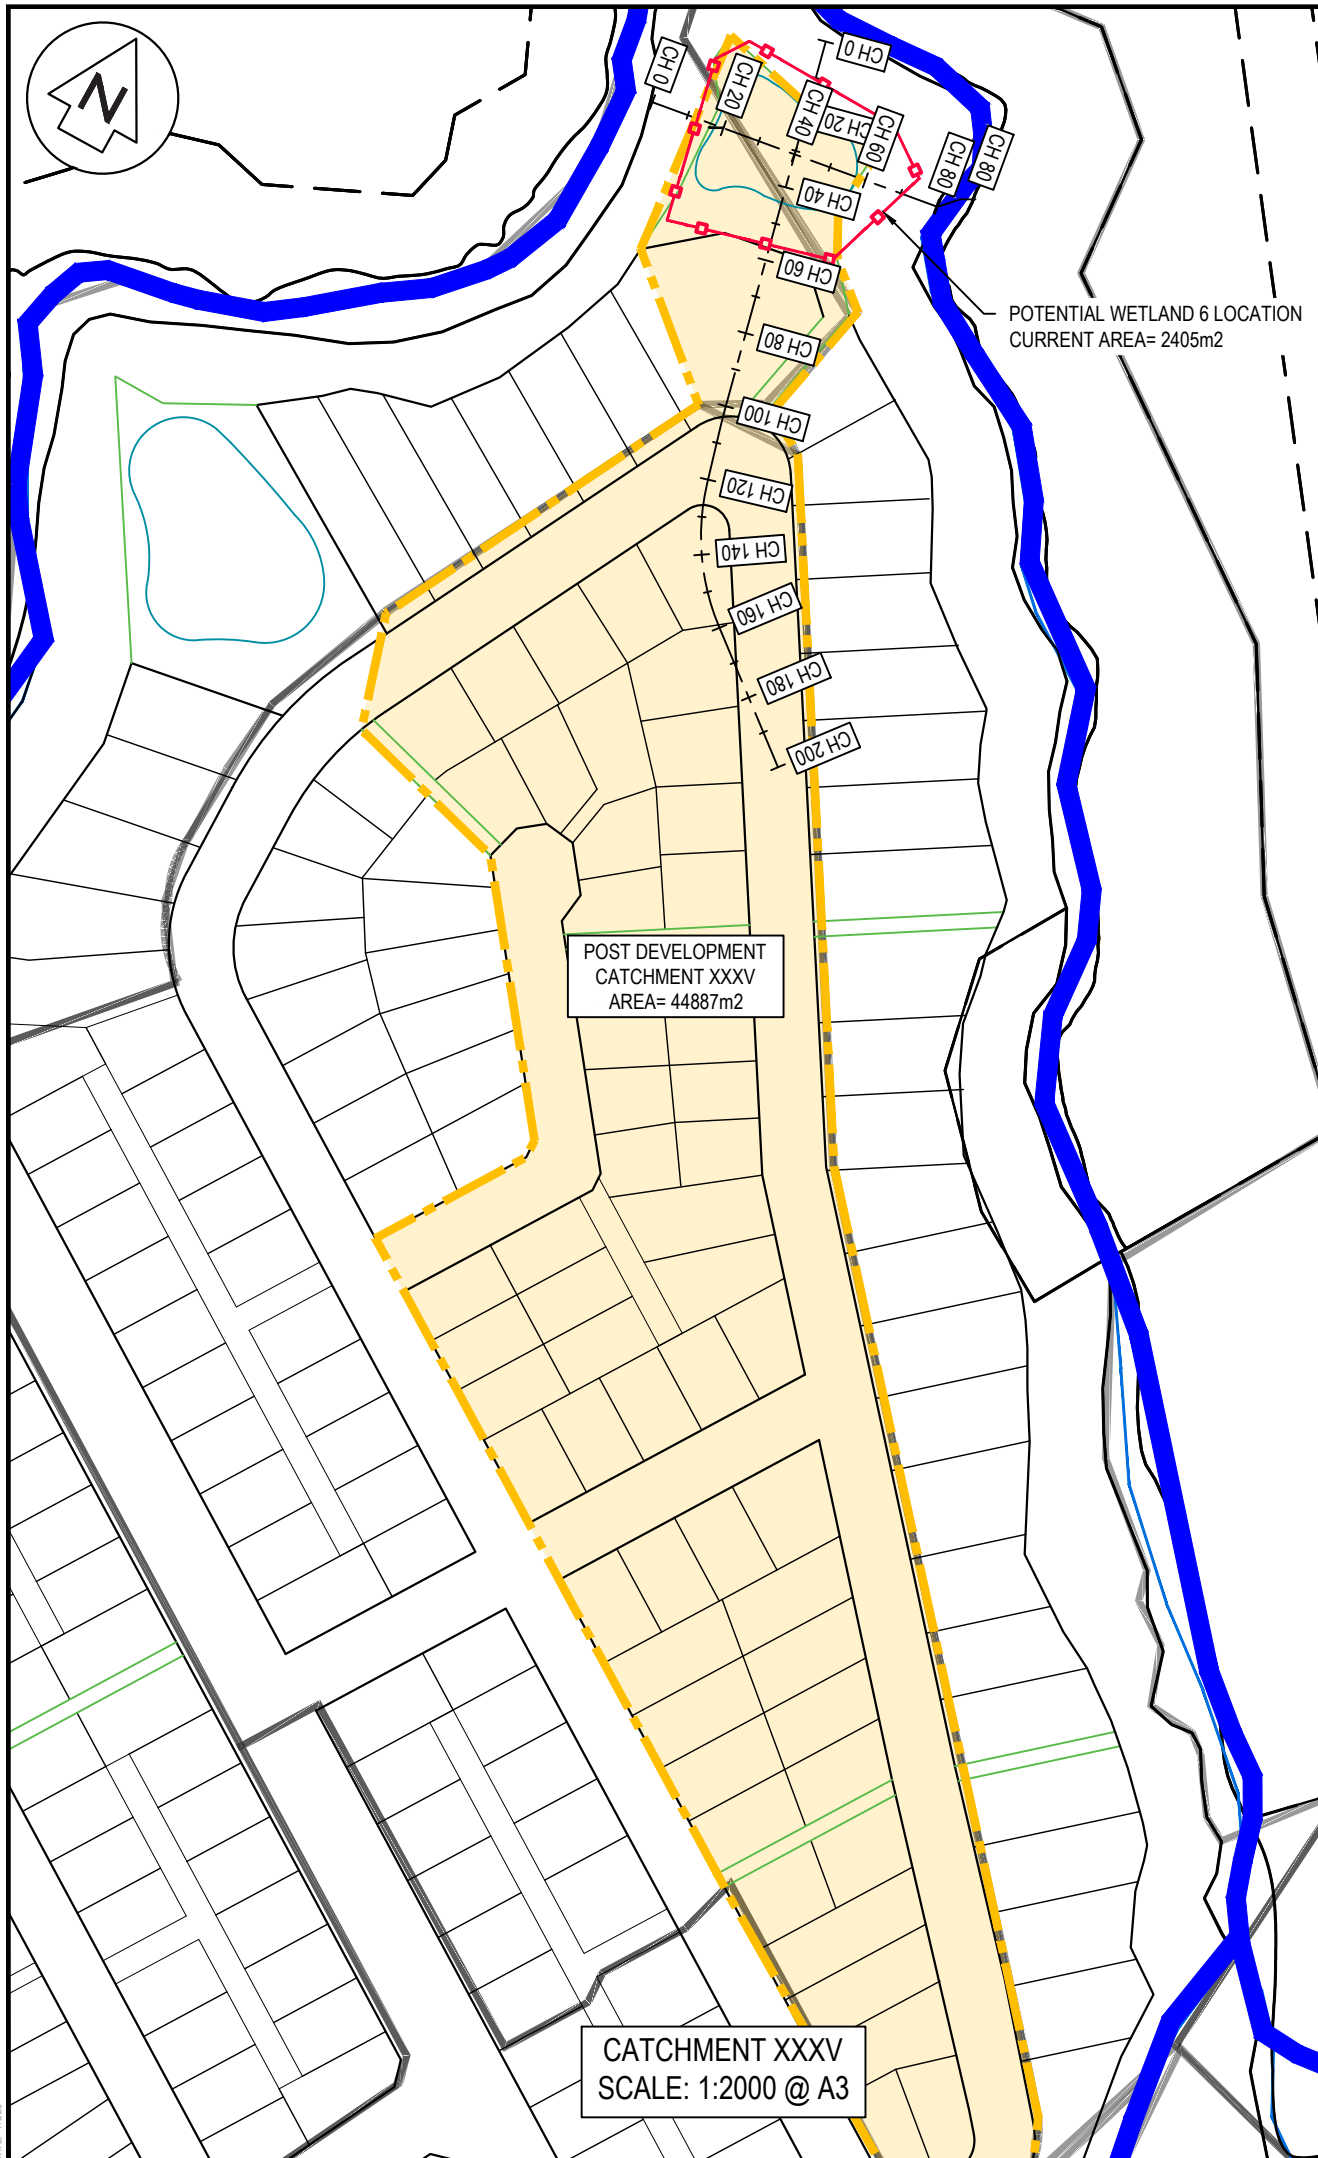 N
CH 0
CH 20
CH 40
CH 60
CH 80
CH 0
CH 20
CH 40
CH 60
CH 80
CH 100
CH 120
CH 140
CH 160
CH 180
CH 200
POTENTIAL WETLAND 6 LOCATION
CURRENT AREA= 2405m2
POST DEVELOPMENT
CATCHMENT XXXV
AREA= 44887m2
CATCHMENT XXXV
SCALE: 1:2000 @ A3